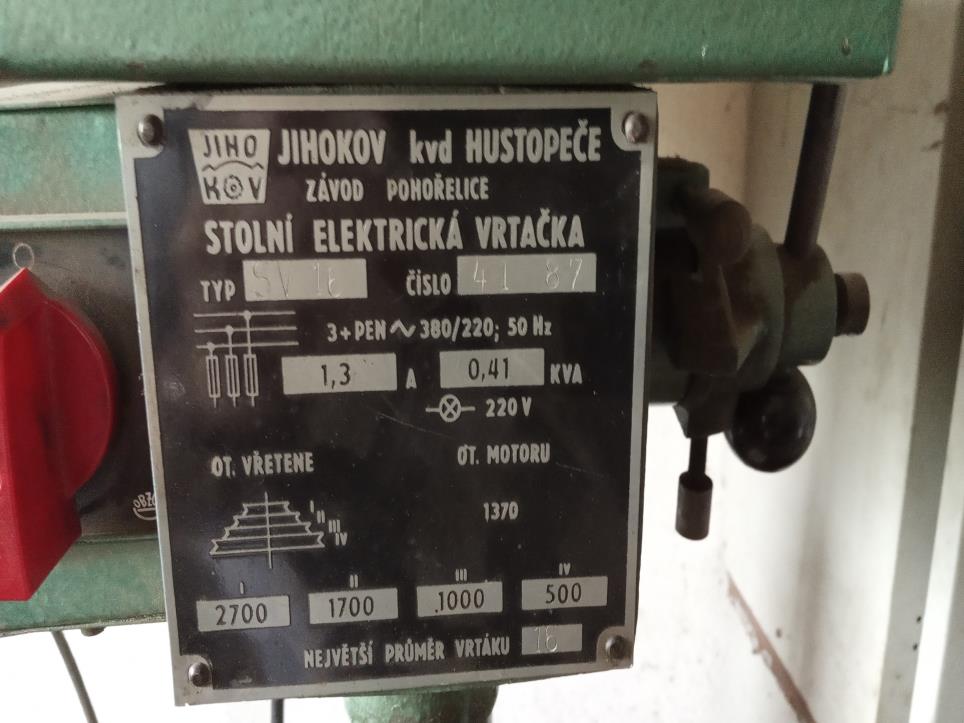 JIHO
KOV
JIHOKOV kvd HUSTOPEČE
ZÁVOD POHOŘELICE
STOLNÍ ELEKTRICKÁ VRTAČKA
TYP SV 16 ČÍSLO 41 87
3+PEN ~ 380/220; 50 Hz
1,3 A 0,41 KVA
220 V
OT. VŘETENE OT. MOTORU
1370
I
II
III
IV
I II III IV
2700 1700 1000 500
NEJVĚTŠÍ PRŮMĚR VRTÁKU 16